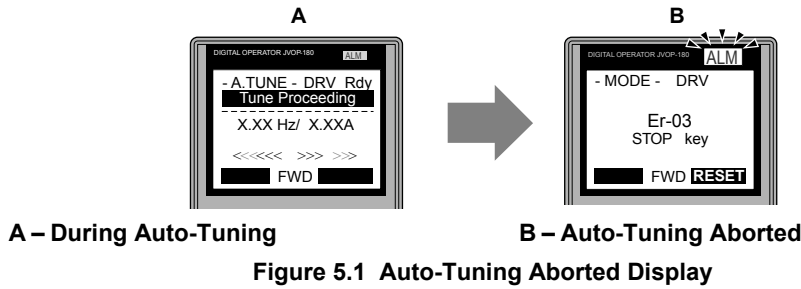 A
DIGITAL OPERATOR JVOP-180 ALM
- A.TUNE - DRV Rdy
Tune Proceeding
X.XX Hz/ X.XXA
<<<<<< >>> >>>
FWD
B
DIGITAL OPERATOR JVOP-180 ALM
- MODE - DRV
Er-03
STOP key
FWD RESET
A – During Auto-Tuning
B – Auto-Tuning Aborted
Figure 5.1 Auto-Tuning Aborted Display